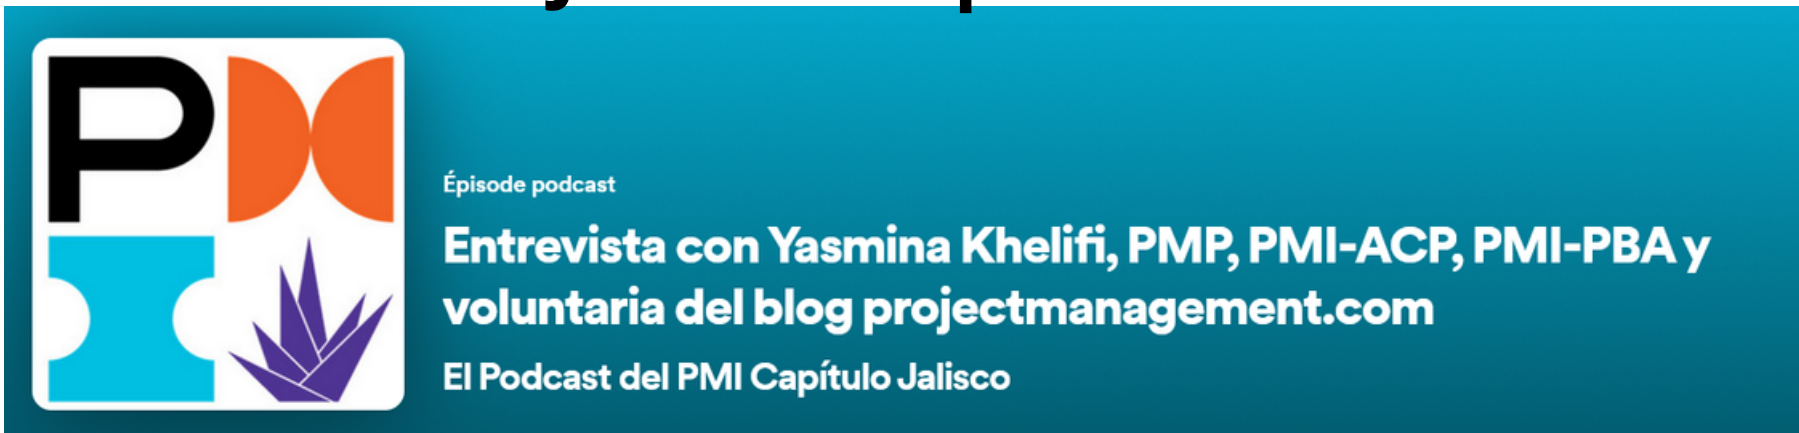 PMI
Épisode podcast
Entrevista con Yasmina Khelifi, PMP, PMI-ACP, PMI-PBA y
voluntaria del blog projectmanagement.com
El Podcast del PMI Capítulo Jalisco